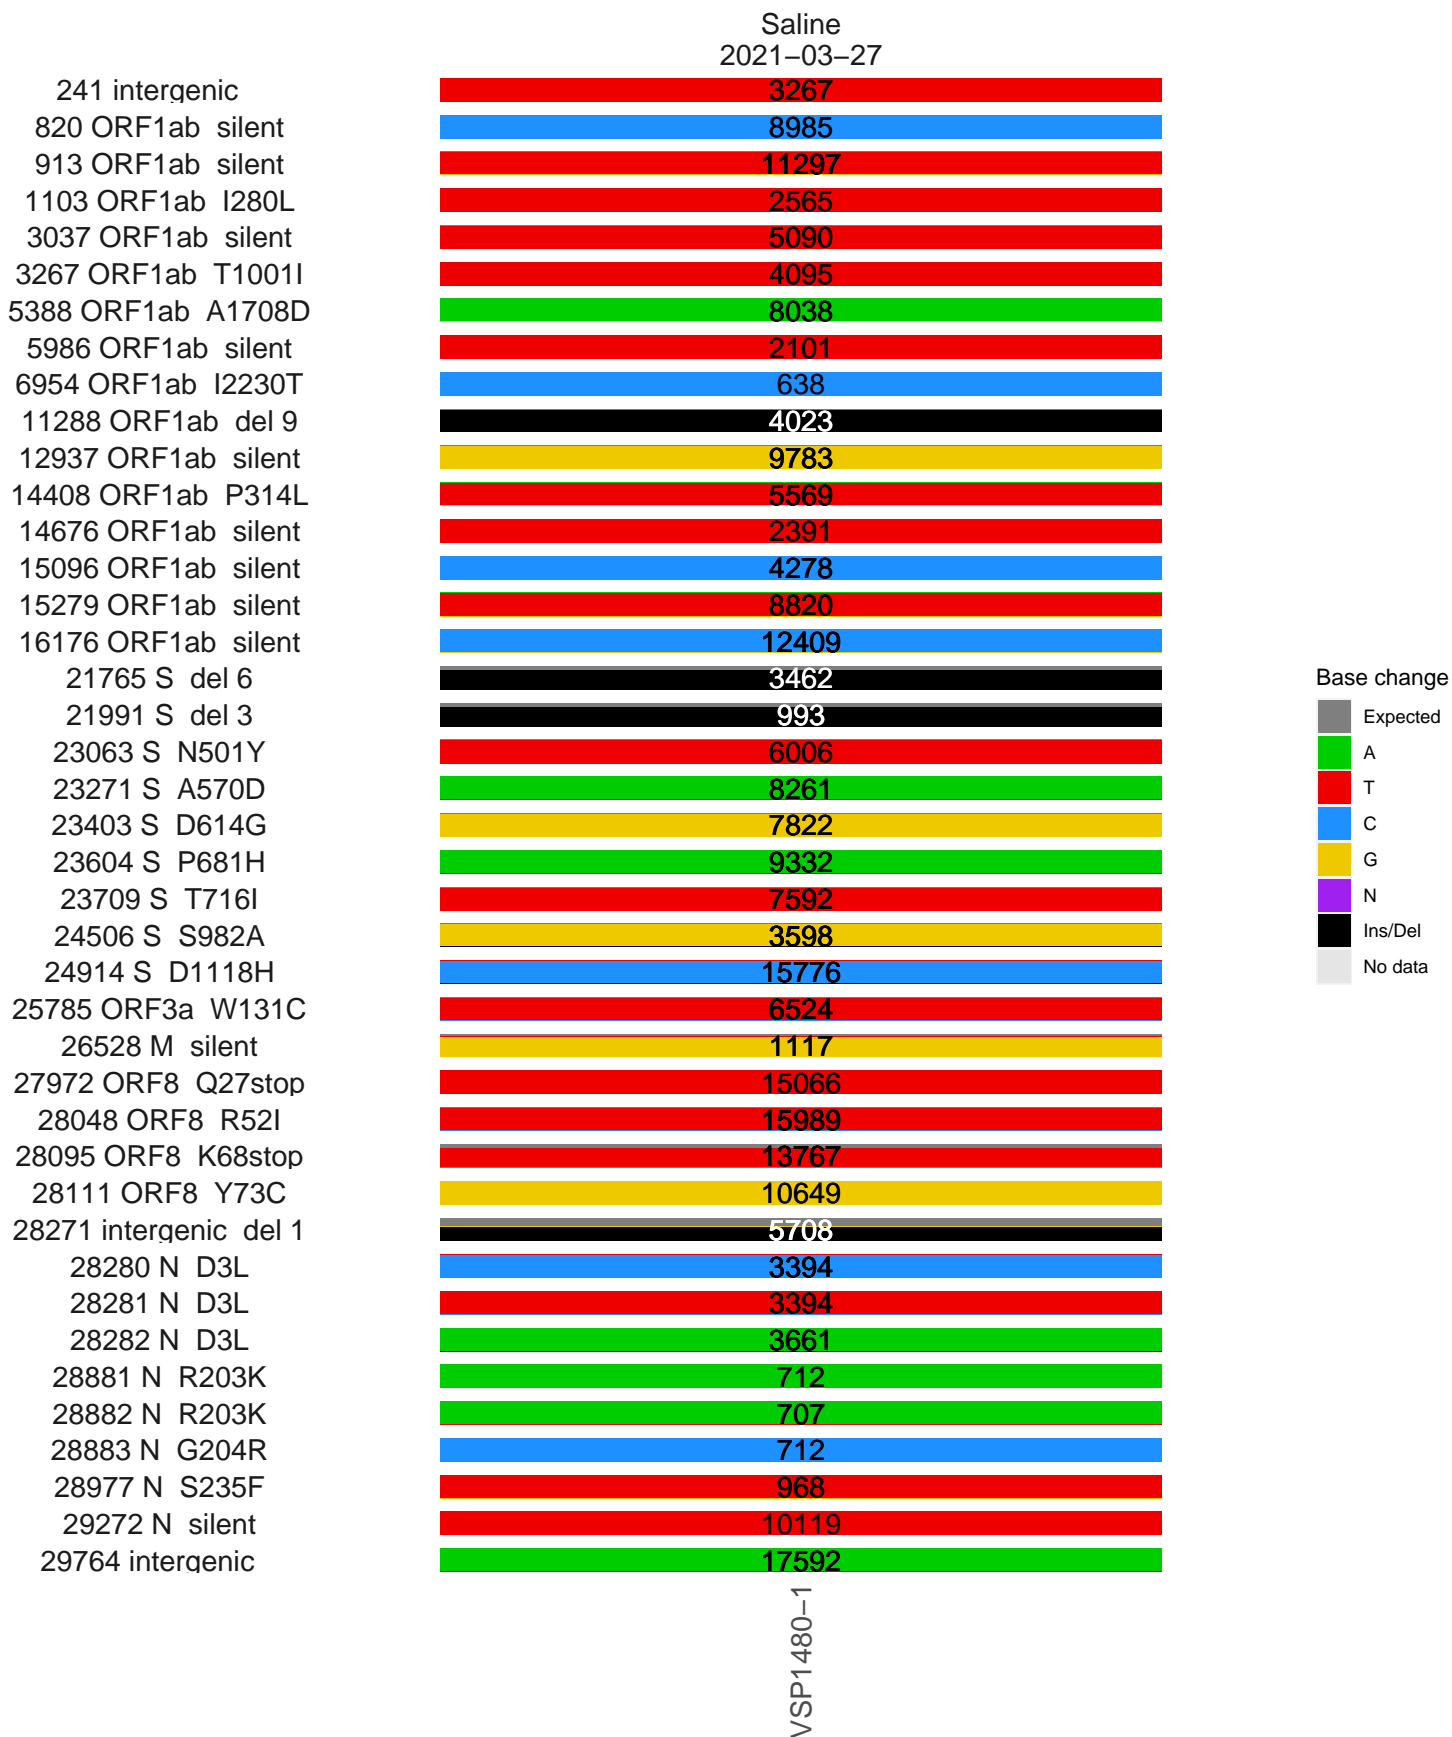 Saline
2021−03−27
241 intergenic 3267
820 ORF1ab silent 8985
913 ORF1ab silent 11297
1103 ORF1ab I280L 2565
3037 ORF1ab silent 5090
3267 ORF1ab T1001I 4095
5388 ORF1ab A1708D 8038
5986 ORF1ab silent 2101
6954 ORF1ab I2230T 638
11288 ORF1ab del 9 4023
12937 ORF1ab silent 9783
14408 ORF1ab P314L 5569
14676 ORF1ab silent 2391
15096 ORF1ab silent 4278
15279 ORF1ab silent 8820
16176 ORF1ab silent 12409
21765 S del 6 3462
21991 S del 3 993
23063 S N501Y 6006
23271 S A570D 8261
23403 S D614G 7822
23604 S P681H 9332
23709 S T716I 7592
24506 S S982A 3598
24914 S D1118H 15776
25785 ORF3a W131C 6524
26528 M silent 1117
27972 ORF8 Q27stop 15066
28048 ORF8 R52I 15989
28095 ORF8 K68stop 13767
28111 ORF8 Y73C 10649
28271 intergenic del 1 5708
28280 N D3L 3394
28281 N D3L 3394
28282 N D3L 3661
28881 N R203K 712
28882 N R203K 707
28883 N G204R 712
28977 N S235F 968
29272 N silent 10119
29764 intergenic 17592
VSP1480−1
Base change
Expected
A
T
C
G
N
Ins/Del
No data